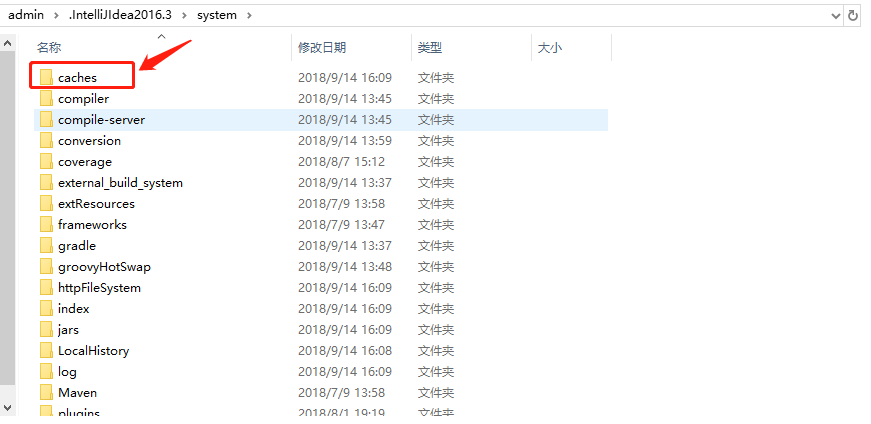 admin > .IntelliJIdea2016.3 > system >
名称 修改日期 类型 大小
caches 2018/9/14 16:09 文件夹
compiler 2018/9/14 13:45 文件夹
compile-server 2018/9/14 13:45 文件夹
conversion 2018/9/14 13:59 文件夹
coverage 2018/8/7 15:12 文件夹
external_build_system 2018/9/14 13:37 文件夹
extResources 2018/7/9 13:58 文件夹
frameworks 2018/7/9 13:47 文件夹
gradle 2018/9/14 13:37 文件夹
groovyHotSwap 2018/9/14 13:48 文件夹
httpFileSystem 2018/9/14 16:09 文件夹
index 2018/9/14 16:09 文件夹
jars 2018/9/14 16:09 文件夹
LocalHistory 2018/9/14 16:08 文件夹
log 2018/9/14 16:09 文件夹
Maven 2018/7/9 13:58 文件夹
plugins 2018/8/1 19:19 文件夹